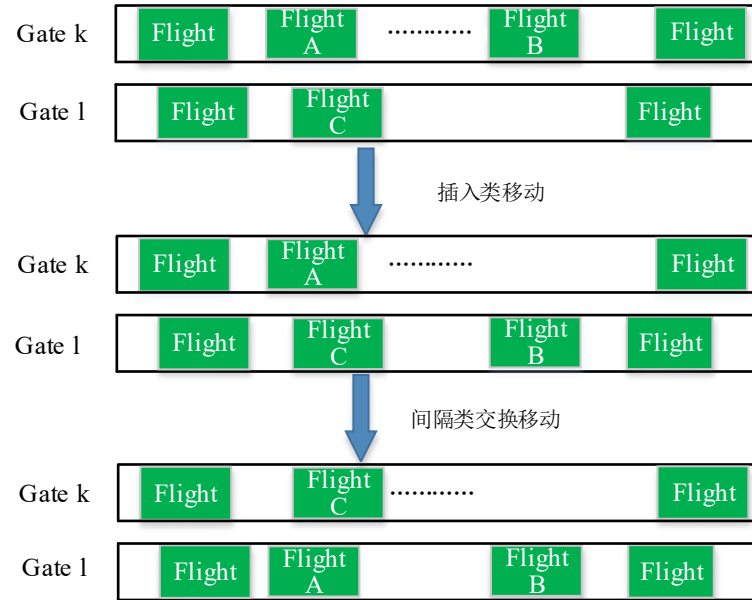 Gate k Flight Flight A ············ Flight B Flight
Gate l Flight Flight C Flight
插入类移动
Gate k Flight Flight A ············ Flight
Gate l Flight Flight C Flight B Flight
间隔类交换移动
Gate k Flight Flight C ············ Flight
Gate l Flight Flight A Flight B Flight